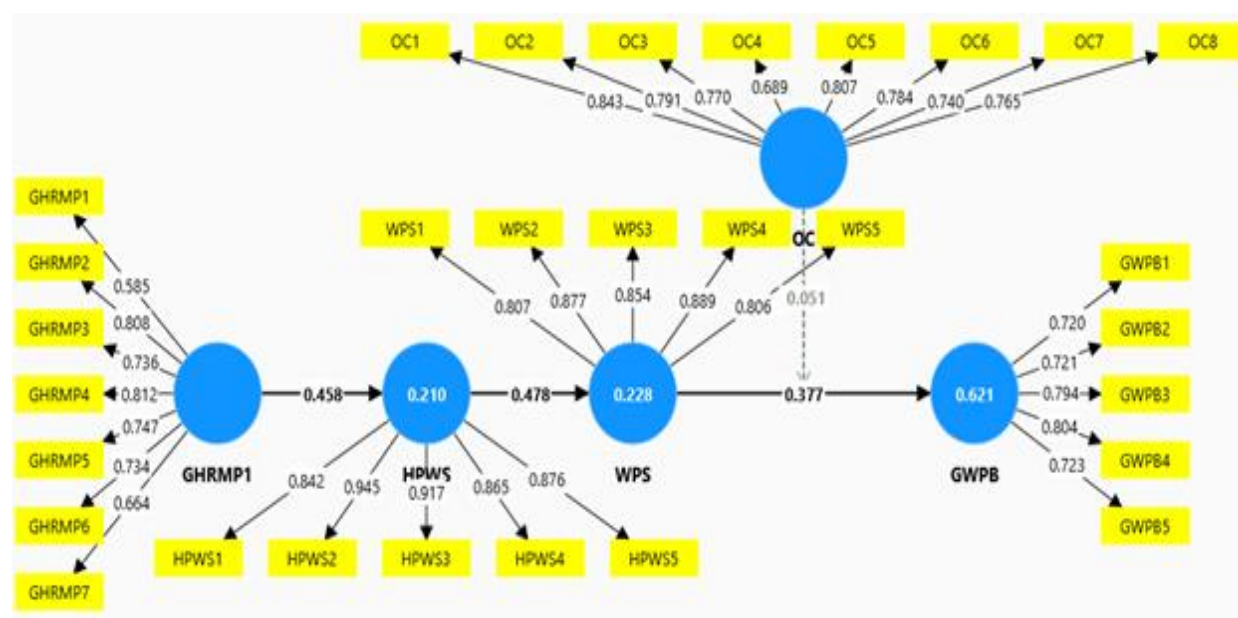 OC1 OC2 OC3 OC4 OC5 OC6 OC7 OC8
0.843 0.791 0.770 0.689 0.807 0.784 0.740 0.765
GHRMP1
GHRMP2
GHRMP3
GHRMP4
GHRMP5
GHRMP6
GHRMP7
0.585
0.808
0.736
0.812
0.747
0.734
0.664
WPS1 WPS2 WPS3 WPS4 OC WPS5
0.807 0.877 0.854 0.889 0.806 0.051
0.458 0.210 0.478 0.228 0.377 0.621
GHRMP1 HPWS WPS GWPB
0.842 0.945 0.917 0.865 0.876
HPWS1 HPWS2 HPWS3 HPWS4 HPWS5
GWPB1
GWPB2
GWPB3
GWPB4
GWPB5
0.720
0.721
0.794
0.804
0.723